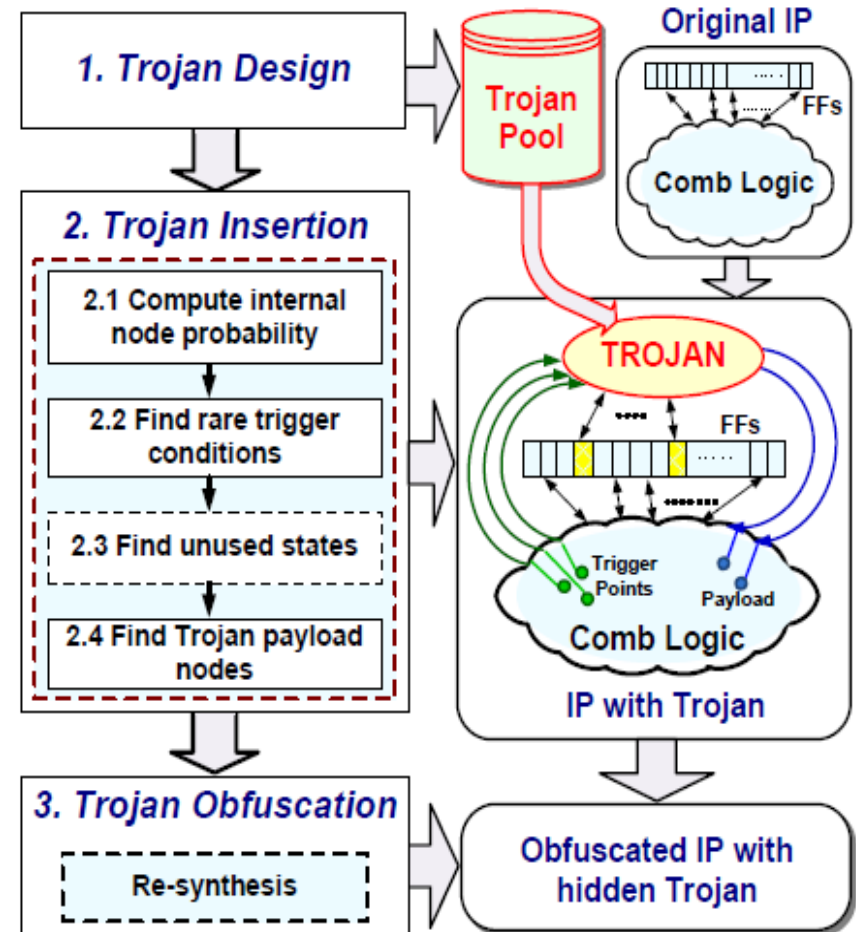 1. Trojan Design
Trojan
Pool
Original IP
..... .
......
FFs
Comb Logic
2. Trojan Insertion
2.1 Compute internal
node probability
2.2 Find rare trigger
conditions
2.3 Find unused states
2.4 Find Trojan payload
nodes
TROJAN
FFs
Trigger
Points
Payload
Comb Logic
IP with Trojan
3. Trojan Obfuscation
Re-synthesis
Obfuscated IP with
hidden Trojan